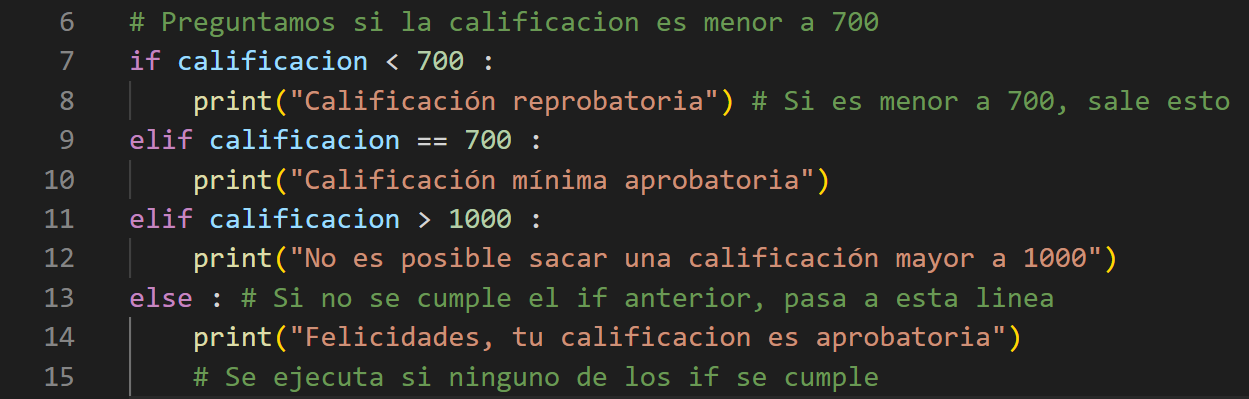 6 # Preguntamos si la calificacion es menor a 700
7 if calificacion < 700 :
8 print("Calificación reprobatoria") # Si es menor a 700, sale esto
9 elif calificacion == 700 :
10 print("Calificación mínima aprobatoria")
11 elif calificacion > 1000 :
12 print("No es posible sacar una calificación mayor a 1000")
13 else : # Si no se cumple el if anterior, pasa a esta linea
14 print("Felicidades, tu calificacion es aprobatoria")
15 # Se ejecuta si ninguno de los if se cumple